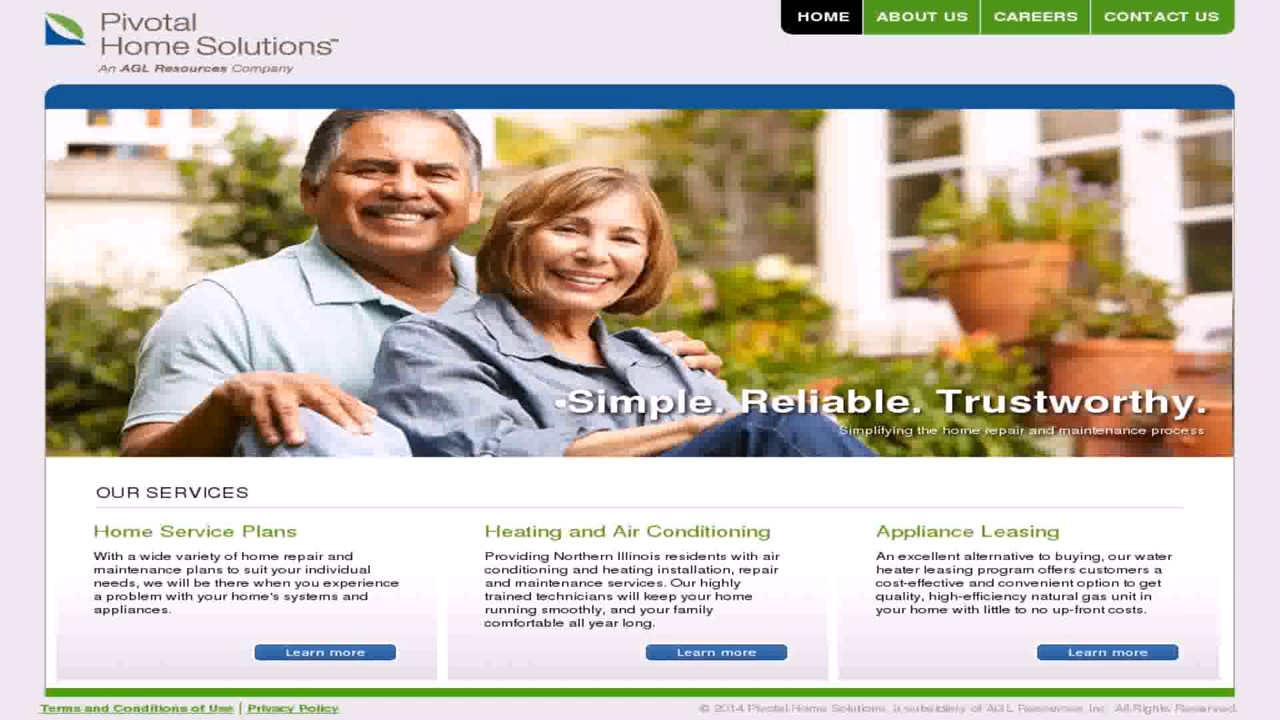 Pivotal
Home Solutions™
An AGL Resources Company
HOME
ABOUT US
CAREERS
CONTACT US
Simple. Reliable. Trustworthy.
Simplifying the home repair and maintenance process
OUR SERVICES
Home Service Plans
With a wide variety of home repair and
maintenance plans to suit your individual
needs, we will be there when you experience
a problem with your home's systems and
appliances.
Learn more
Heating and Air Conditioning
Providing Northern Illinois residents with air
conditioning and heating installation, repair
and maintenance services. Our highly
trained technicians will keep your home
running smoothly, and your family
comfortable all year long.
Learn more
Appliance Leasing
An excellent alternative to buying, our water
heater leasing program offers customers a
cost-effective and convenient option to get
quality, high-efficiency natural gas unit in
your home with little to no up-front costs.
Learn more
Terms and Conditions of Use | Privacy Policy
© 2014 Pivotal Home Solutions, a subsidiary of AGL Resources Inc. All Rights Reserved.